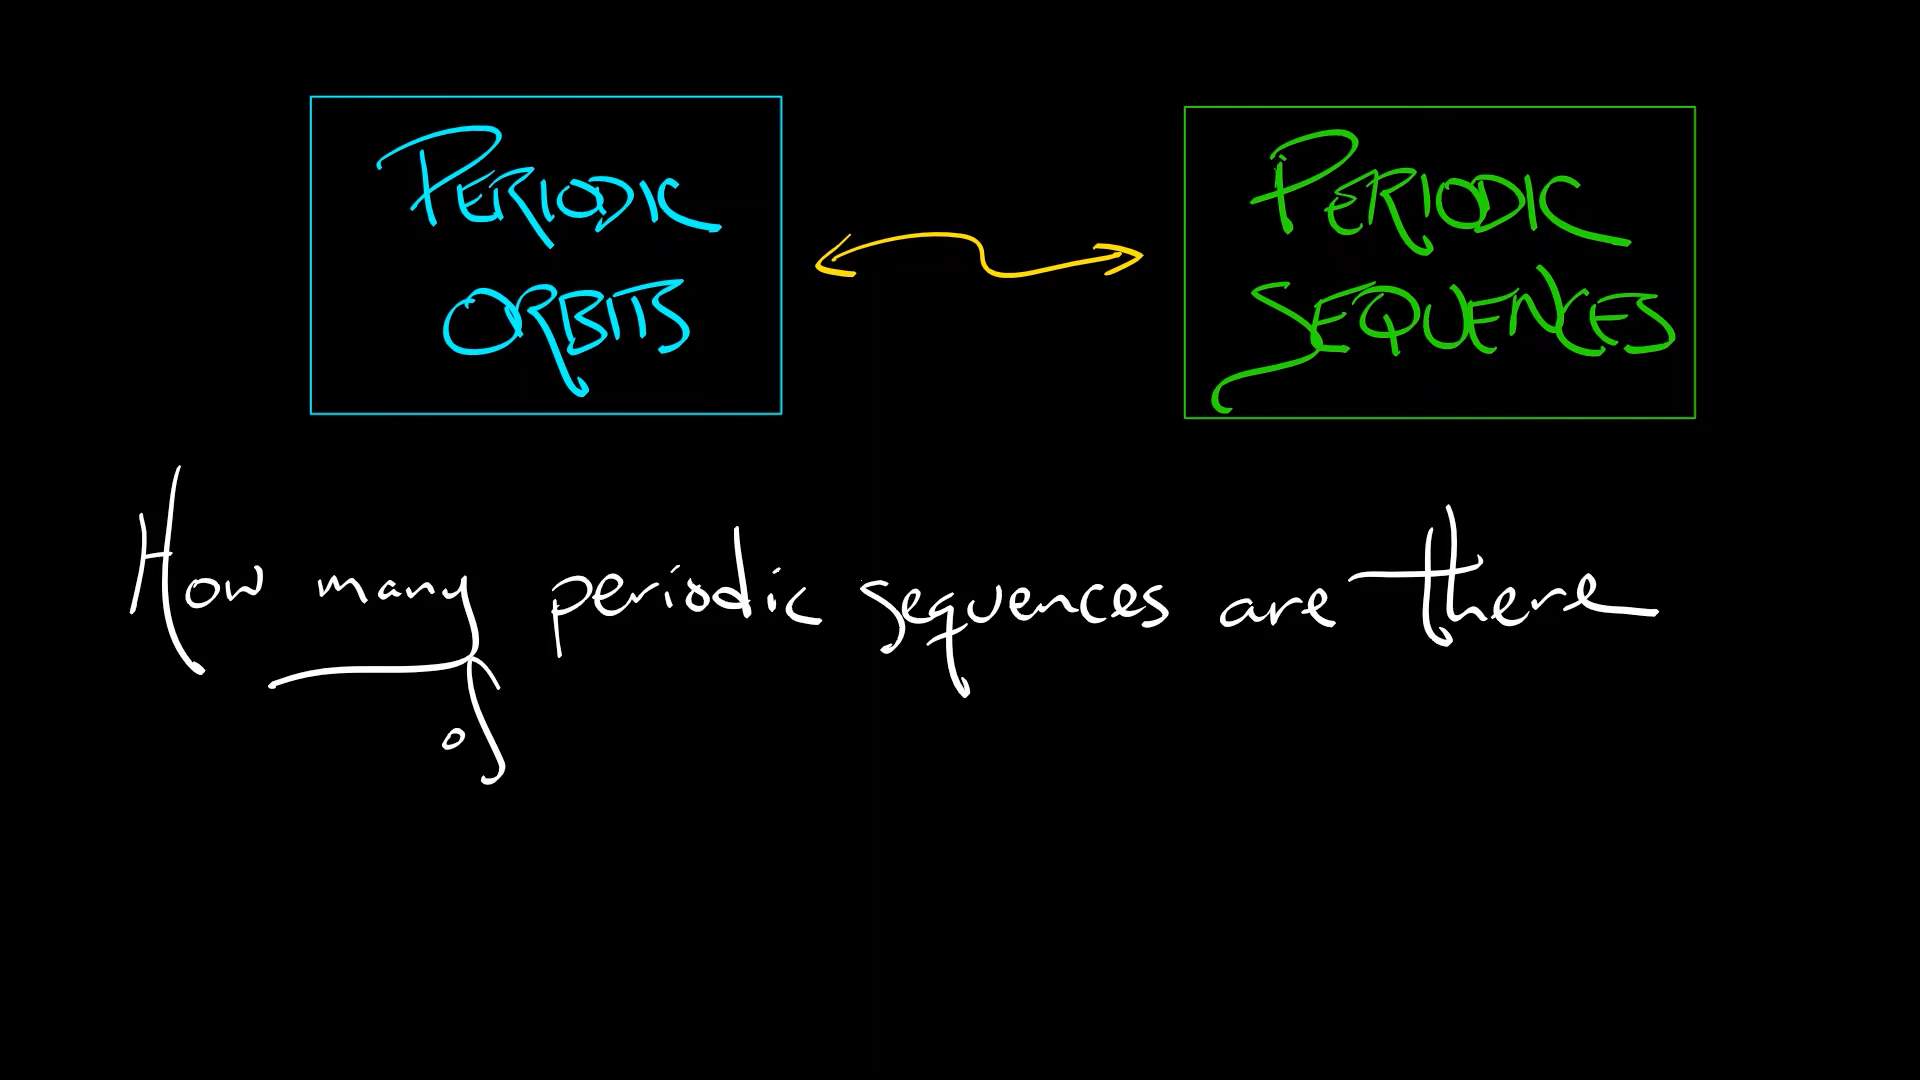 PERIODIC
ORBITS
PERIODIC
SEQUENCES
How many periodic sequences are there
of